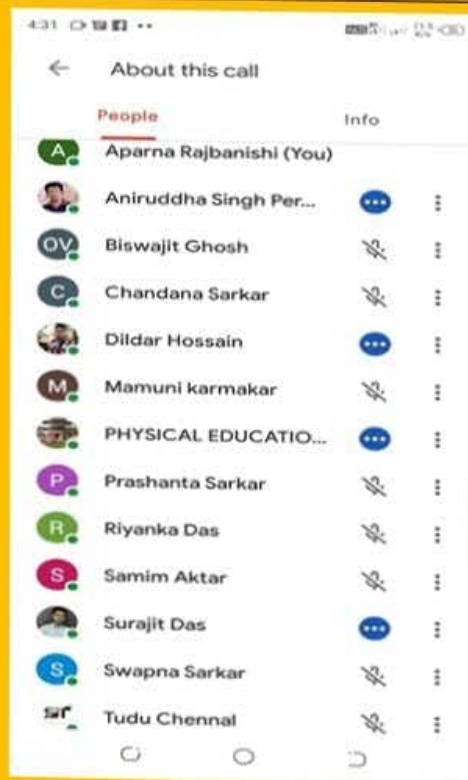 4:31
About this call
People
Info
A
Aparna Rajbanishi (You)
Aniruddha Singh Per...
OV
Biswajit Ghosh
C
Chandana Sarkar
Dildar Hossain
M
Mamuni karmakar
PHYSICAL EDUCATIO...
P
Prashanta Sarkar
R
Riyanka Das
S
Samim Aktar
Surajit Das
S
Swapna Sarkar
Tudu Chennal